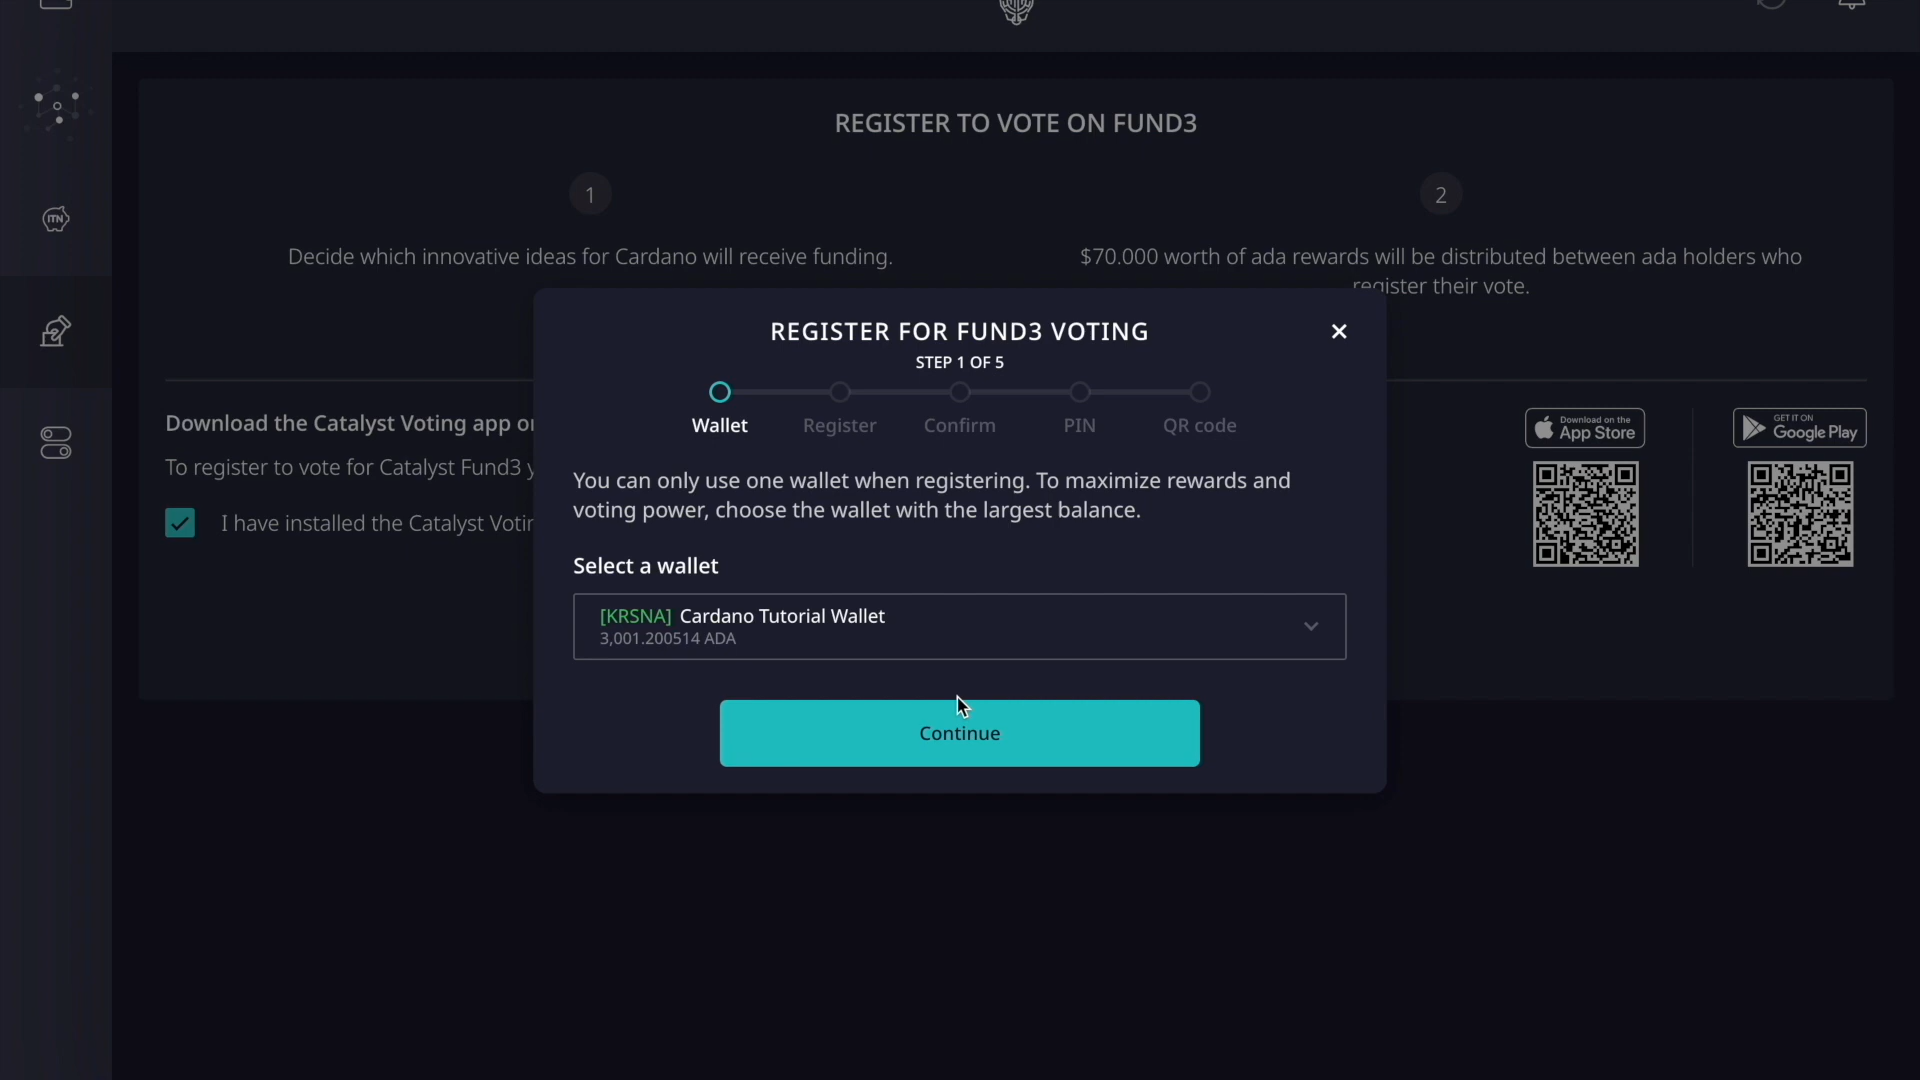 REGISTER TO VOTE ON FUND3
1
2
Decide which innovative ideas for Cardano will receive funding.
$70.000 worth of ada rewards will be distributed between ada holders who
register their vote.
ITN
REGISTER FOR FUND3 VOTING
STEP 1 OF 5
Wallet
Register
Confirm
PIN
QR code
Download the Catalyst Voting app
To register to vote for Catalyst Fund3
I have installed the Catalyst
Download on the
App Store
GET IT ON
Google Play
You can only use one wallet when registering. To maximize rewards and
voting power, choose the wallet with the largest balance.
Select a wallet
[KRSNA] Cardano Tutorial Wallet
3,001.200514 ADA
Continue